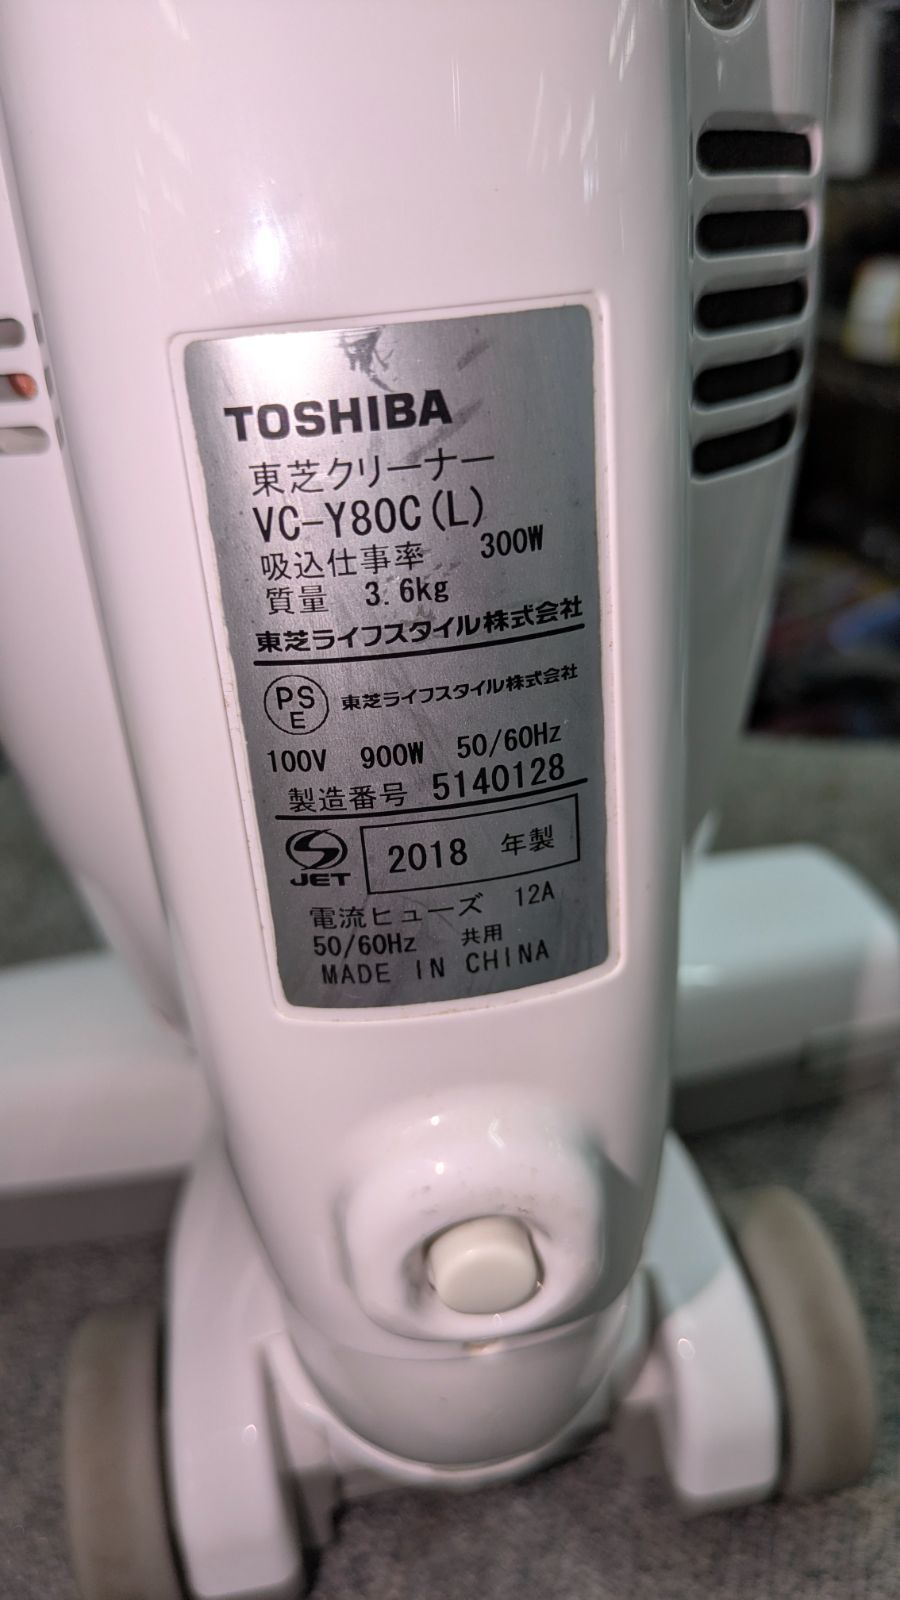 TOSHIBA
東芝クリーナー
VC-Y80C(L)
吸込仕事率 300W
質量 3.6kg
東芝ライフスタイル株式会社
PSE 東芝ライフスタイル株式会社
100V 900W 50/60Hz
製造番号 5140128
JET 2018 年製
電流ヒューズ 12A
50/60Hz 共用
MADE IN CHINA